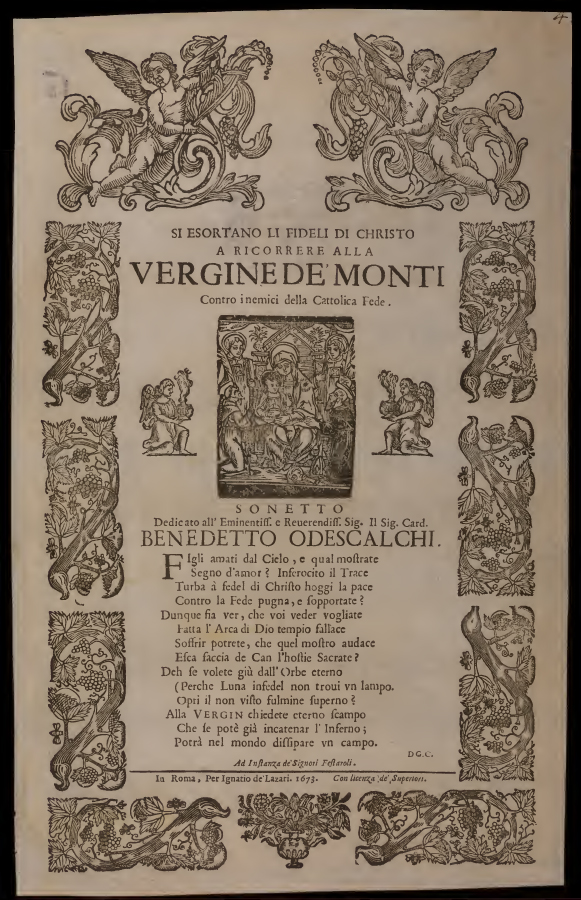 4
SI ESORTANO LI FIDELI DI CHRISTO
A RICORRERE ALLA
VERGINE DE' MONTI
Contro i nemici della Cattolica Fede.
SONETTO
Dedicato all' Eminentiſſ. e Reuerendiſſ. Sig. Il Sig. Card.
BENEDETTO ODESCALCHI.
FIgli amati dal Cielo, e qual moſtrate
Segno d'amor? Inferocito il Trace
Turba à fedel di Chriſto hoggi la pace
Contro la Fede pugna, e ſopportate?
Dunque fia ver, che voi veder vogliate
Fatta l' Arca di Dio tempio fallace
Soffrir potrete, che quel moſtro audace
Eſca faccia de Can l'hoſtie Sacrate?
Deh ſe volete giù dall' Orbe eterno
(Perche Luna infedel non troui vn lampo.
Opti il non viſto fulmine ſuperno?
Alla VERGIN chiedete eterno ſcampo
Che ſe potè già incatenar l' Inferno;
Potrà nel mondo diſſipare vn campo.
D G. C.
Ad Inſtanza de' Signori Feſtaroli.
In Roma, Per Ignatio de' Lazari. 1673. Con licenza de' Superiori.